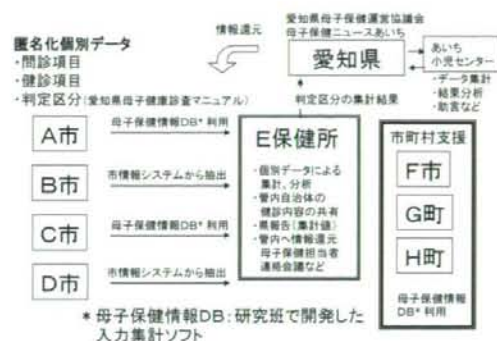 匿名化個別データ
・問診項目
・健診項目
・判定区分(愛知県母子健康診査マニュアル)
情報還元
愛知県母子保健運営協議会
母子保健ニュースあいち
愛知県
あいち
小児センター
・データ集計
・結果分析
・助言など
判定区分の集計結果
A市
母子保健情報DB* 利用
B市
市情報システムから抽出
C市
母子保健情報DB* 利用
D市
市情報システムから抽出
E保健所
・個別データによる
集計、分析
・管内自治体の
健診内容の共有
・県報告(集計値)
・管内へ情報還元
母子保健担当者
連絡会議など
市町村支援
F市
G町
H町
母子保健情報
DB* 利用
* 母子保健情報DB:研究班で開発した
入力集計ソフト